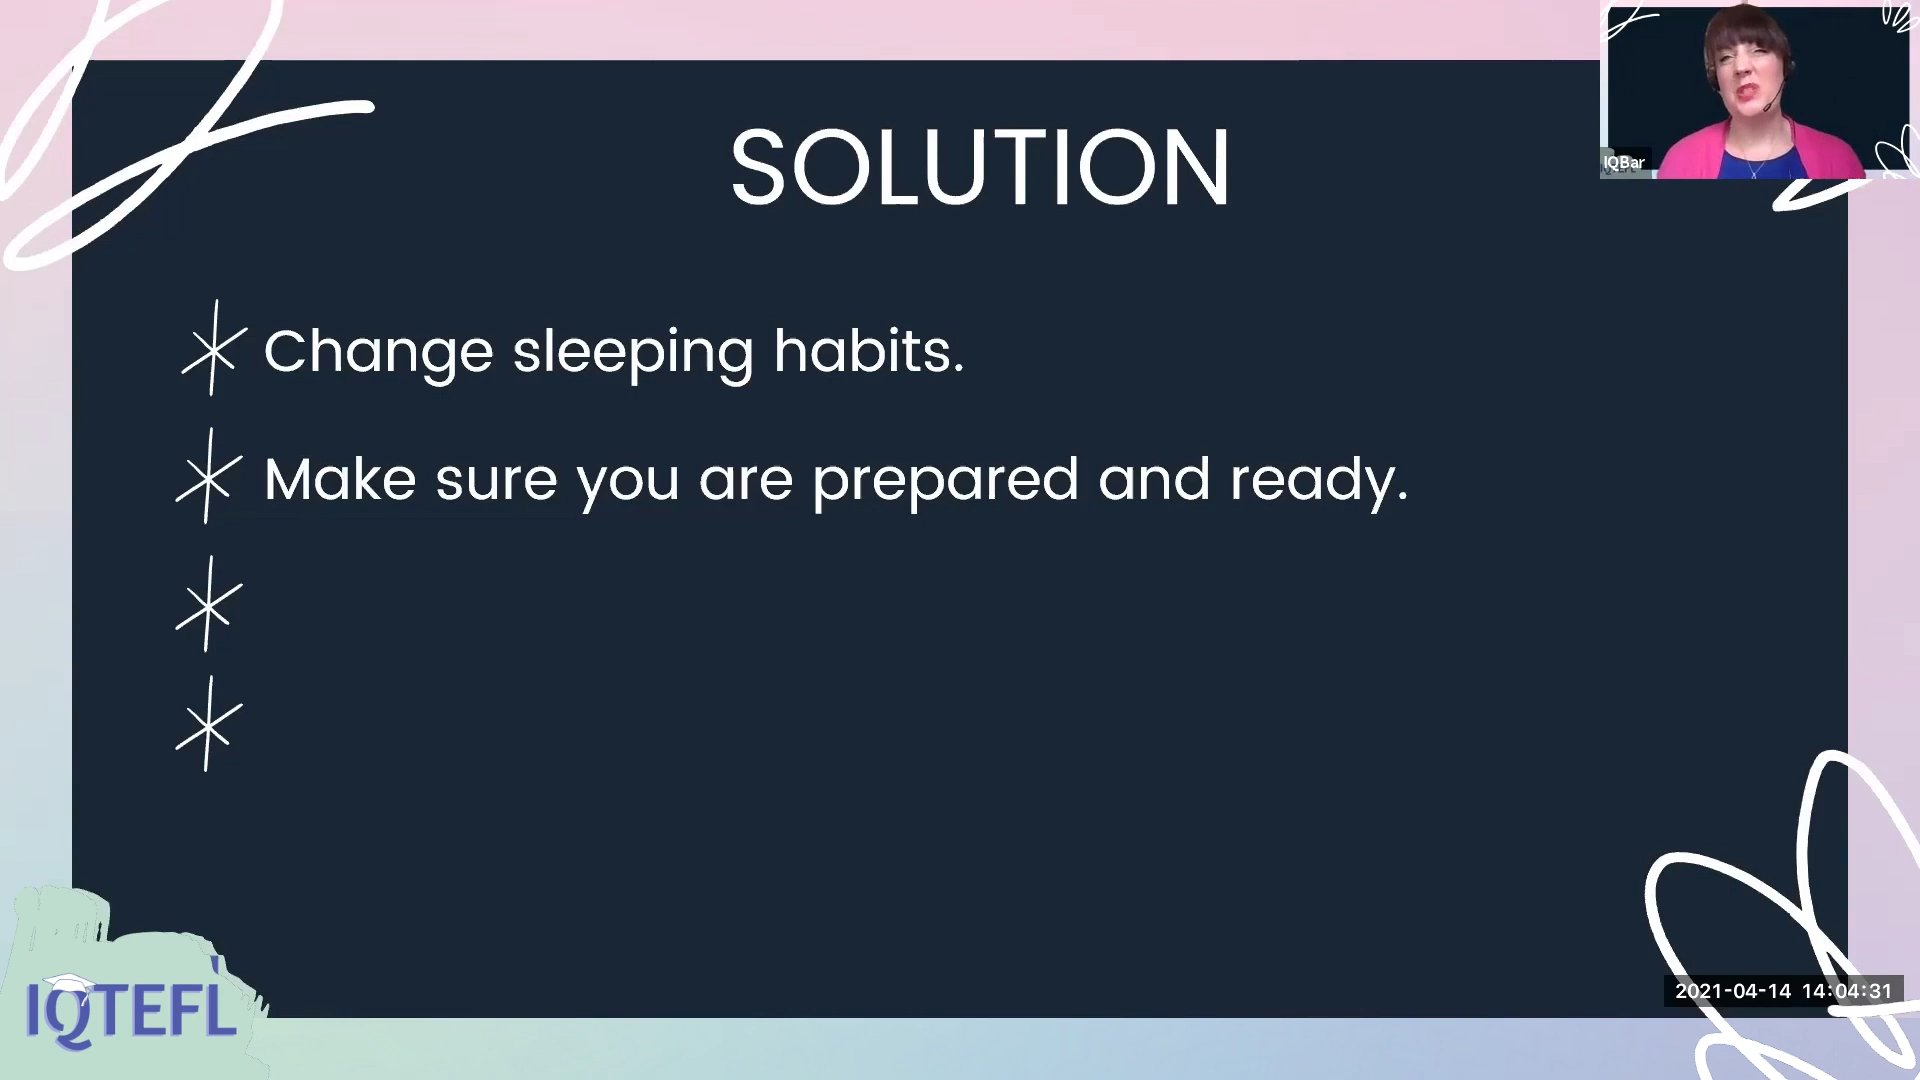 SOLUTION
IQBar
Change sleeping habits.
Make sure you are prepared and ready.
IQTEFL
2021-04-14 14:04:31